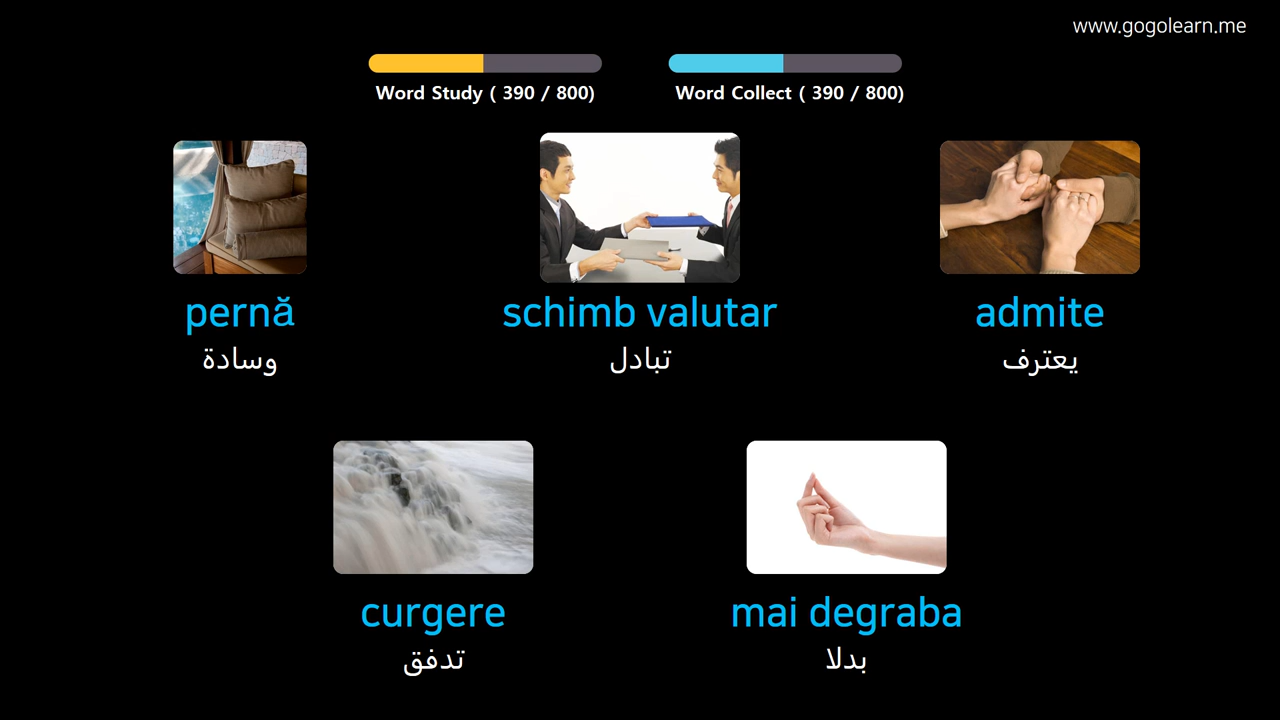 www.gogolearn.me
Word Study ( 390 / 800)
Word Collect ( 390 / 800)
pernă
وسادة
schimb valutar
تبادل
admite
يعترف
curgere
تدفق
mai degraba
بدلا